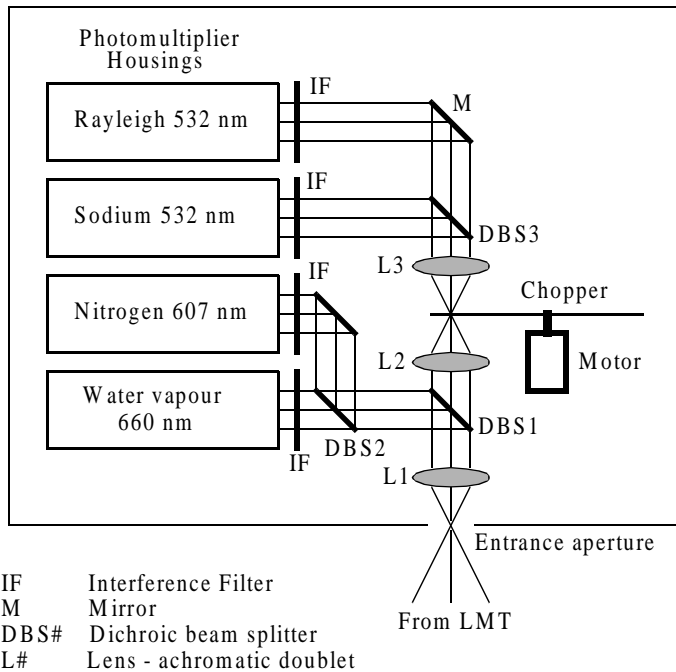 Photomultiplier
Housings
IF
M
Rayleigh 532 nm
IF
Sodium 532 nm
DBS3
IF
L3
Chopper
Nitrogen 607 nm
L2
Motor
Water vapour
660 nm
DBS1
DBS2
IF
L1
Entrance aperture
From LMT
IF Interference Filter
M Mirror
DBS# Dichroic beam splitter
L# Lens - achromatic doublet